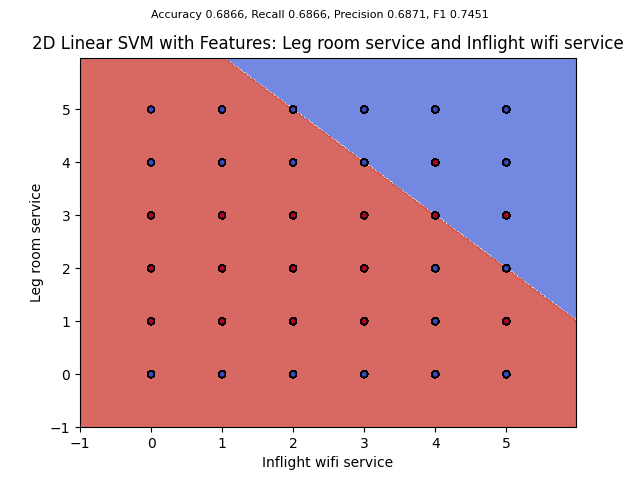 Accuracy 0.6866, Recall 0.6866, Precision 0.6871, F1 0.7451
2D Linear SVM with Features: Leg room service and Inflight wifi service
Leg room service
5
4
3
2
1
0
−1
−1 0 1 2 3 4 5
Inflight wifi service